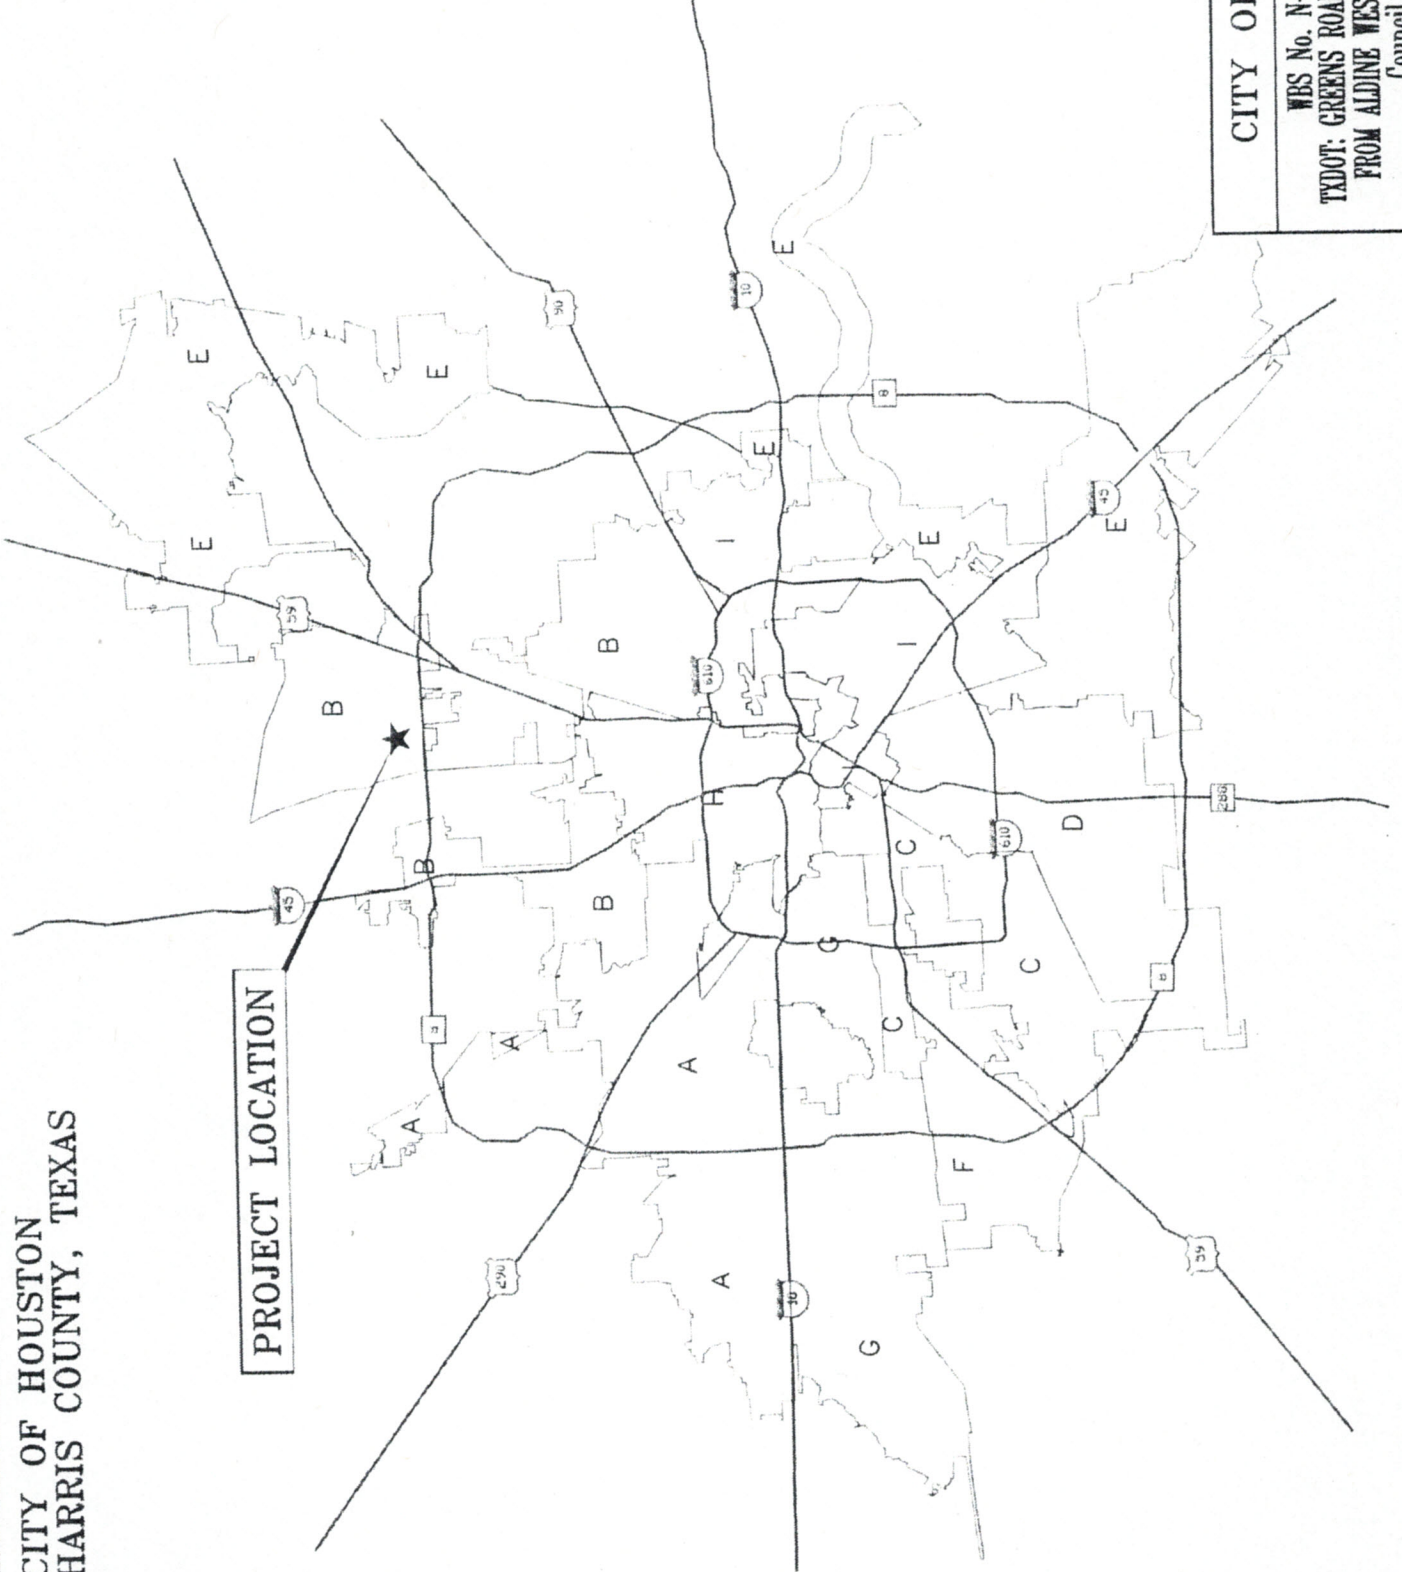 CITY OF HOUSTON
HARRIS COUNTY, TEXAS
PROJECT LOCATION
A
A
A
A
G
290
10
8
45
B
B
B
B
B
59
E
E
E
90
10
E
E
8
I
I
I
610
H
G
C
C
C
F
59
8
D
610
288
E
E
45
CITY O
WBS No. N-
TXDOT: GREENS ROA
FROM ALDINE WES
Council